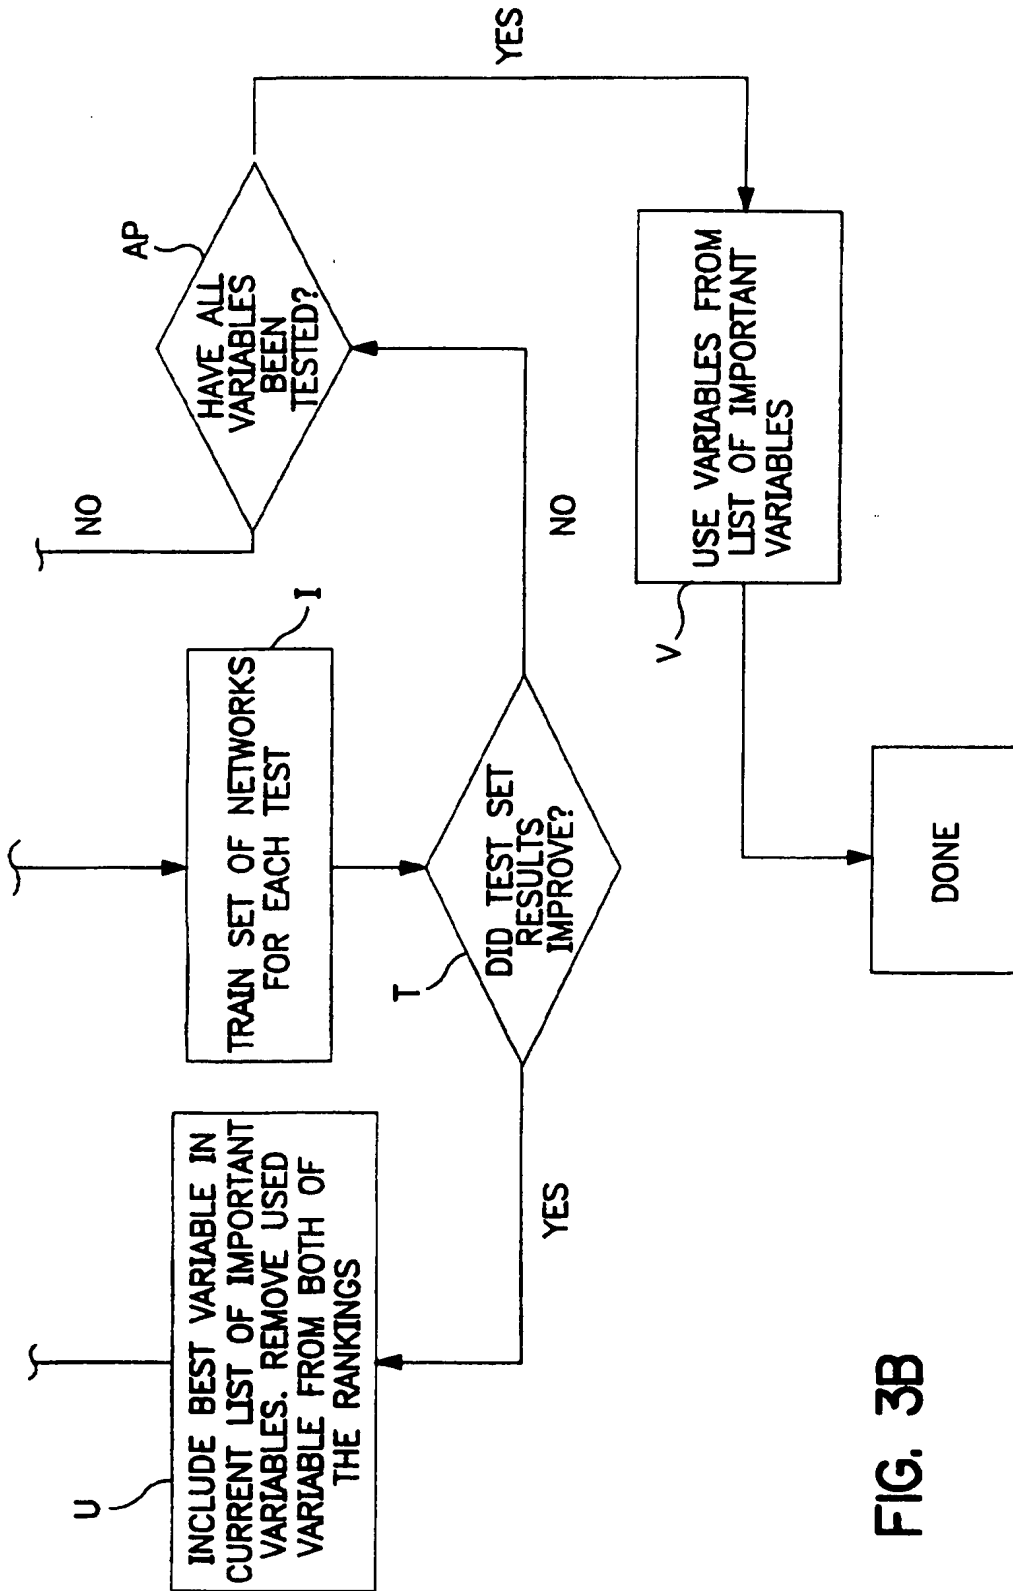 U
INCLUDE BEST VARIABLE IN
CURRENT LIST OF IMPORTANT
VARIABLES. REMOVE USED
VARIABLE FROM BOTH OF
THE RANKINGS
TRAIN SET OF NETWORKS
FOR EACH TEST
I
NO
HAVE ALL
VARIABLES
BEEN
TESTED?
AP
YES
T
DID TEST SET
RESULTS
IMPROVE?
YES
NO
V
USE VARIABLES FROM
LIST OF IMPORTANT
VARIABLES
DONE
FIG. 3B